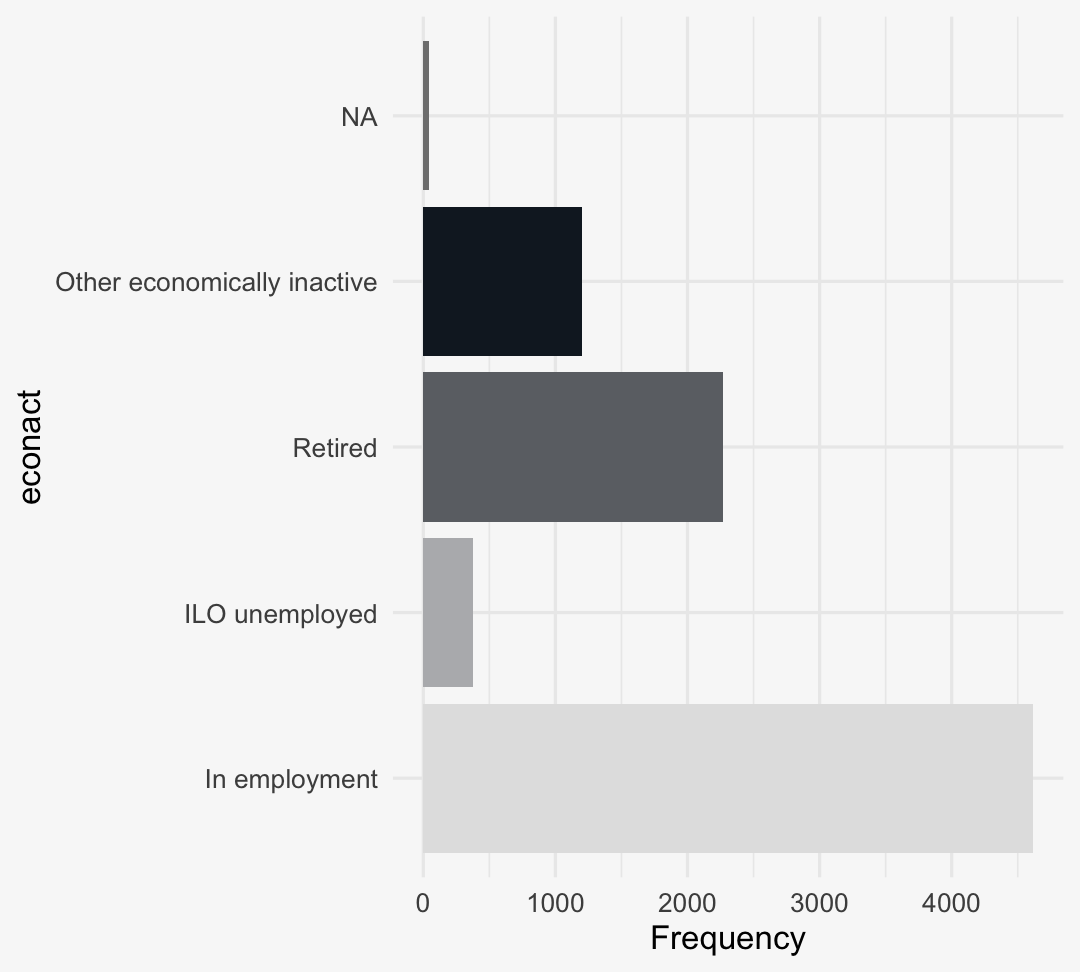 NA
Other economically inactive
Retired
ILO unemployed
In employment
econact
0 1000 2000 3000 4000
Frequency